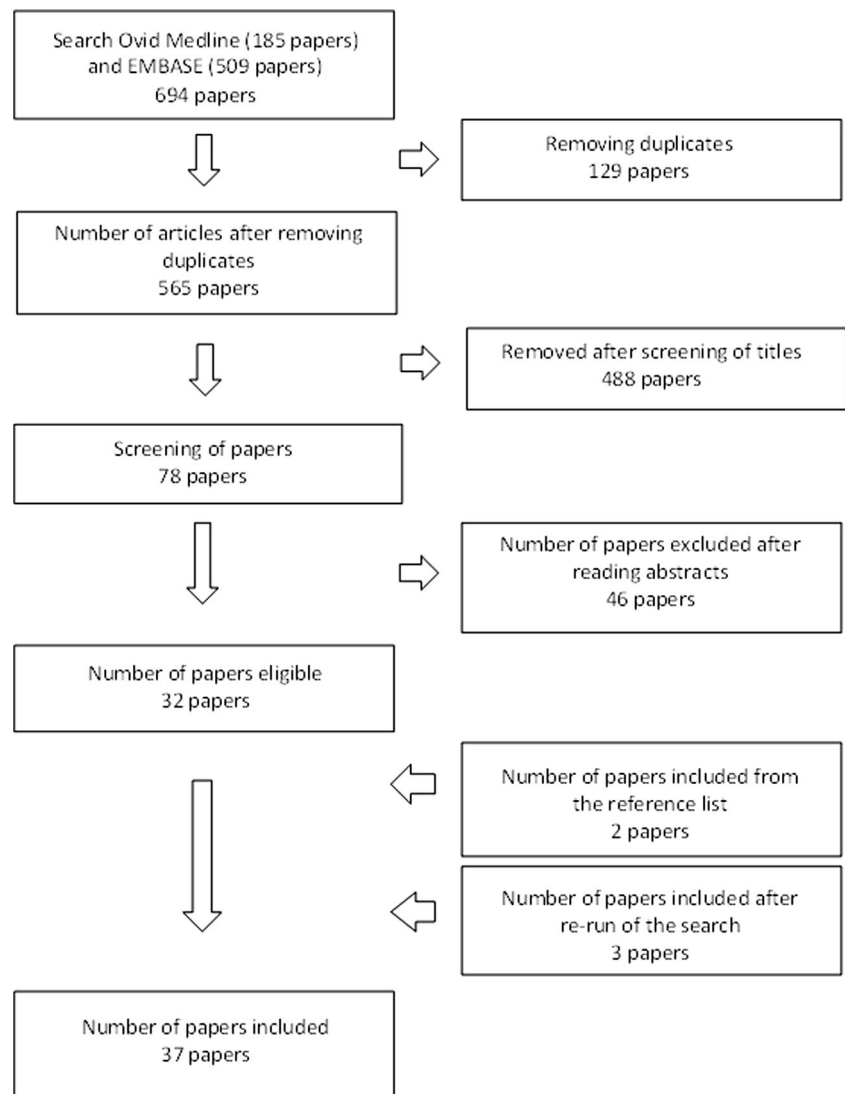 Search Ovid Medline (185 papers)
and EMBASE (509 papers)
694 papers
Removing duplicates
129 papers
Number of articles after removing
duplicates
565 papers
Removed after screening of titles
488 papers
Screening of papers
78 papers
Number of papers excluded after
reading abstracts
46 papers
Number of papers eligible
32 papers
Number of papers included from
the reference list
2 papers
Number of papers included after
re-run of the search
3 papers
Number of papers included
37 papers